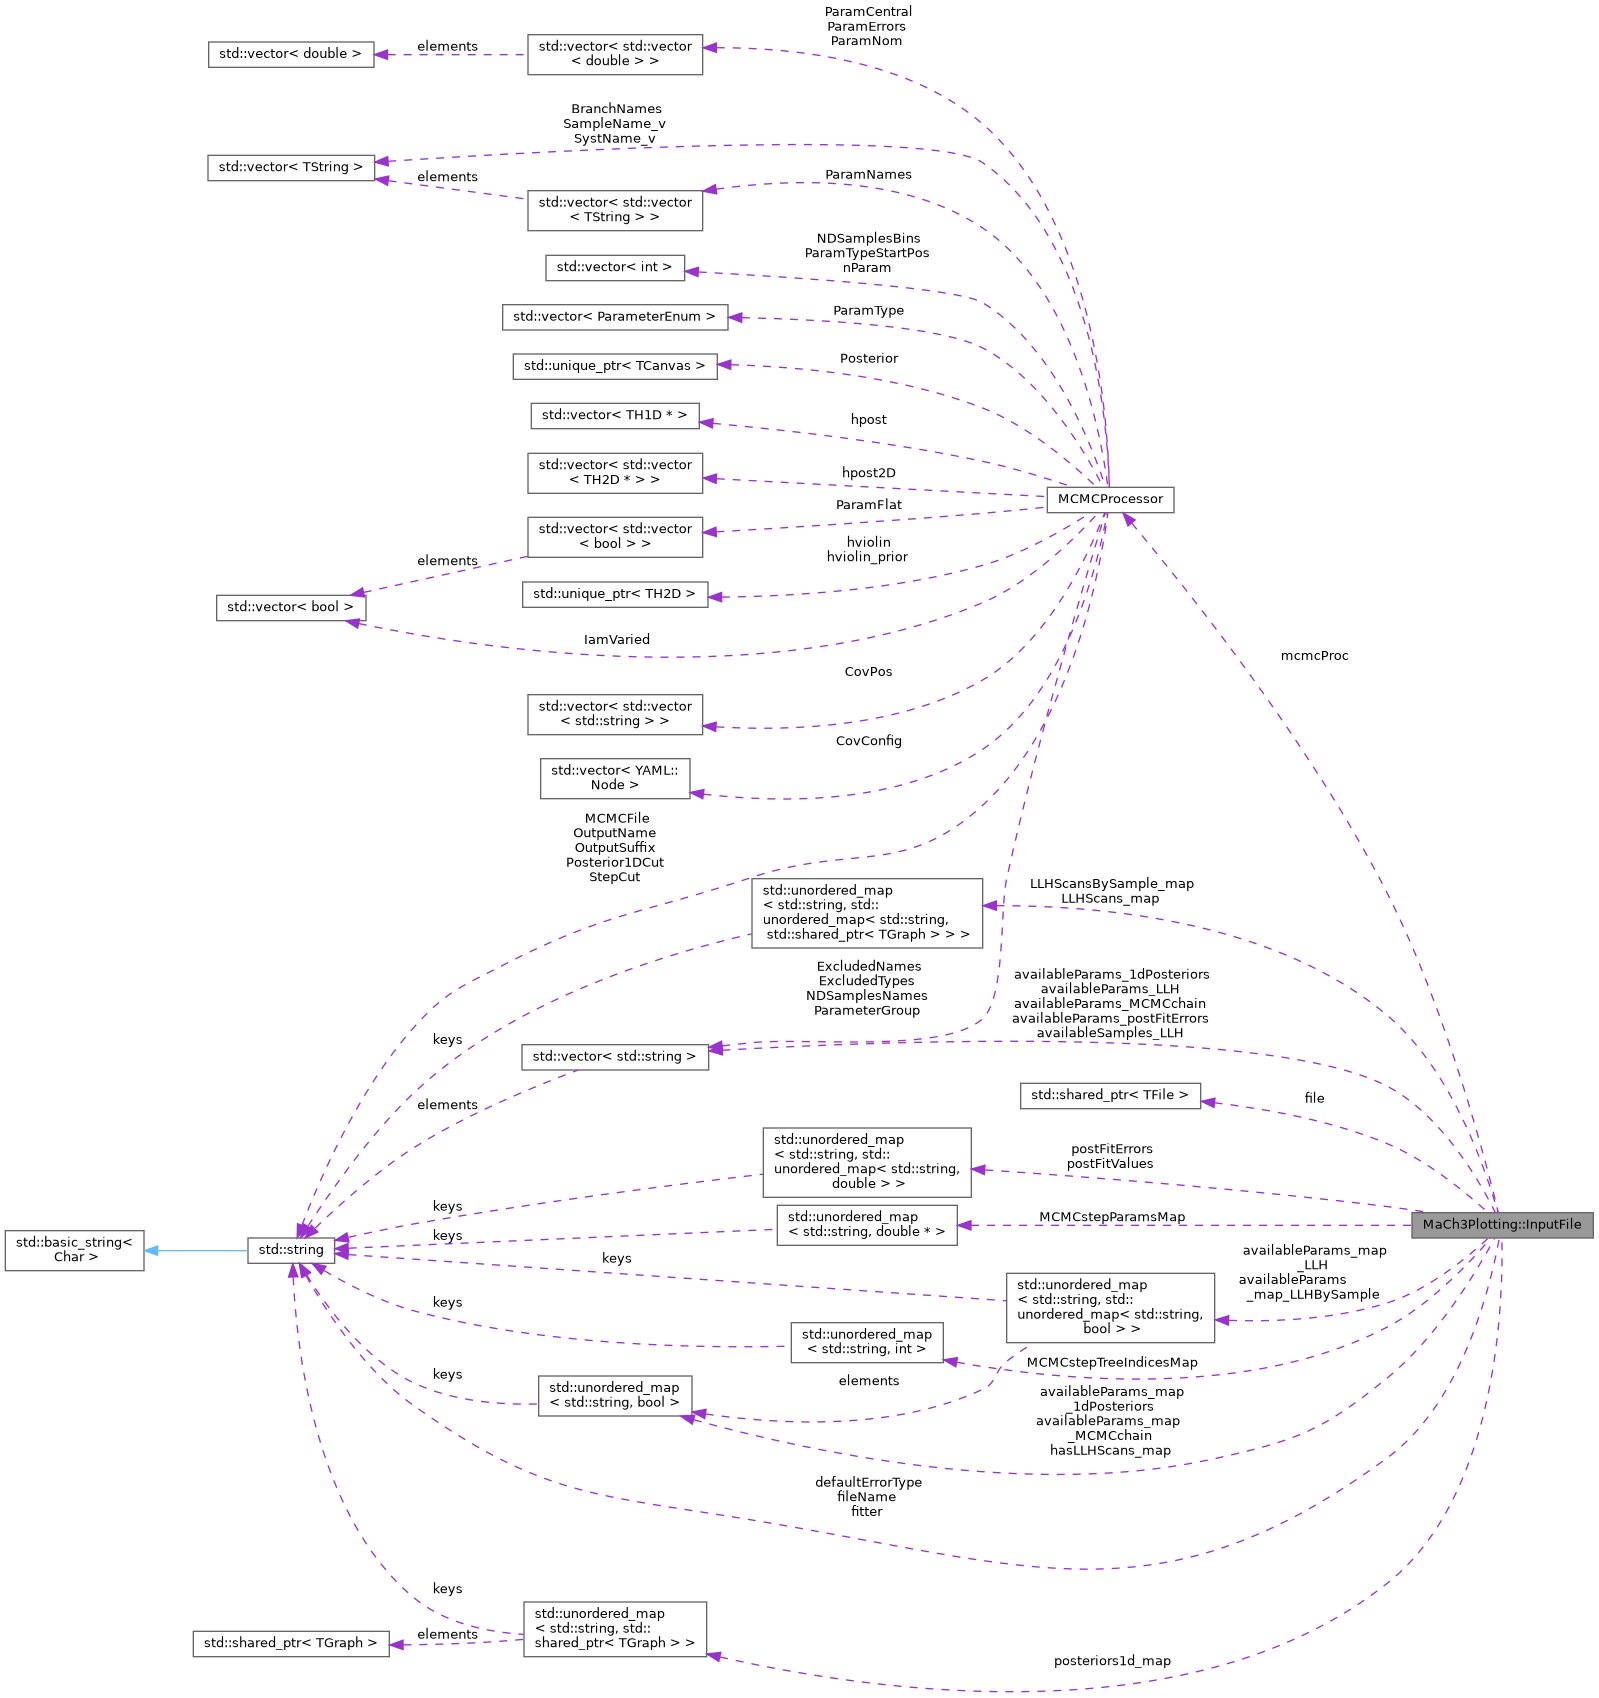 ParamCentral
ParamErrors
ParamNom
std::vector< double >
elements
std::vector< std::vector
< double > >
BranchNames
SampleName_v
SystName_v
std::vector< TString >
elements
ParamNames
std::vector< std::vector
< TString > >
NDSamplesBins
ParamTypeStartPos
nParam
std::vector< int >
ParamType
std::vector< ParameterEnum >
Posterior
std::unique_ptr< TCanvas >
hpost
std::vector< TH1D * >
hpost2D
std::vector< std::vector
< TH2D * > >
MCMCProcessor
ParamFlat
std::vector< std::vector
< bool > >
hviolin
hviolin_prior
elements
std::unique_ptr< TH2D >
std::vector< bool >
IamVaried
mcmcProc
CovPos
std::vector< std::vector
< std::string > >
CovConfig
std::vector< YAML::
Node >
MCMCFile
OutputName
OutputSuffix
Posterior1DCut
StepCut
std::unordered_map
< std::string, std::
unordered_map< std::string,
std::shared_ptr< TGraph > > >
LLHScansBySample_map
LLHScans_map
ExcludedNames
ExcludedTypes
NDSamplesNames
ParameterGroup
availableParams_1dPosteriors
availableParams_LLH
availableParams_MCMCchain
availableParams_postFitErrors
availableSamples_LLH
keys
std::vector< std::string >
elements
std::shared_ptr< TFile >
file
std::unordered_map
< std::string, std::
unordered_map< std::string,
double > >
postFitErrors
postFitValues
keys
keys
std::unordered_map
< std::string, double * >
MCMCstepParamsMap
MaCh3Plotting::InputFile
std::basic_string<
Char >
std::string
keys
availableParams_map
_LLH
availableParams
_map_LLHBySample
std::unordered_map
< std::string, std::
unordered_map< std::string,
bool > >
keys
std::unordered_map
< std::string, int >
MCMCstepTreeIndicesMap
keys
std::unordered_map
< std::string, bool >
elements
availableParams_map
_1dPosteriors
availableParams_map
_MCMCchain
hasLLHScans_map
defaultErrorType
fileName
fitter
keys
std::unordered_map
< std::string, std::
shared_ptr< TGraph > >
elements
std::shared_ptr< TGraph >
posteriors1d_map